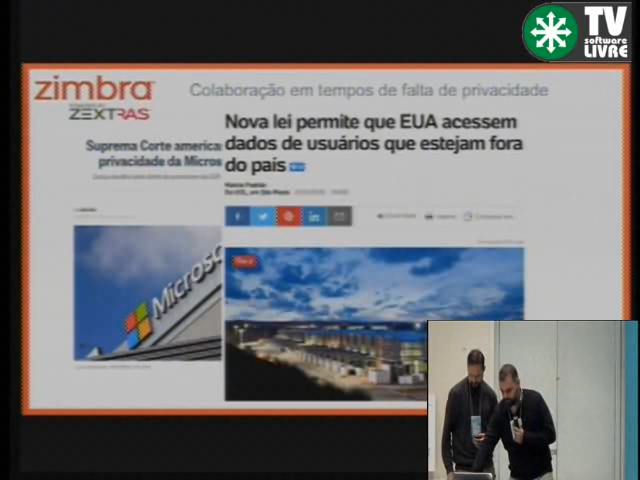 TV
software
LIVRE
zimbra
ZEXTRAS
Colaboração em tempos de falta de privacidade
Suprema Corte america
privacidade da Micros
Nova lei permite que EUA acessem
dados de usuários que estejam fora
do país
Microsc